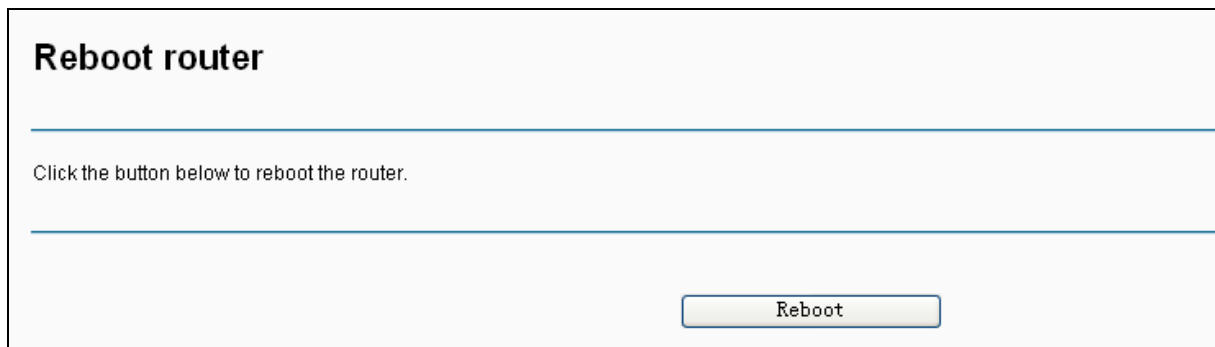 Reboot router
Click the button below to reboot the router.
Reboot